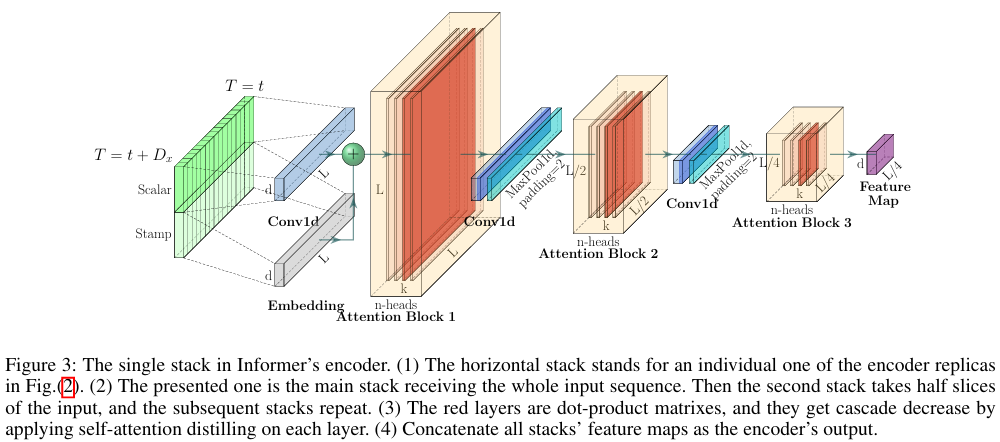 T = t
T = t + Dₓ
Scalar
Stamp
d
L
Conv1d
d
L
Embedding
L
L
k
n-heads
Attention Block 1
Conv1d
MaxPool1d,
padding=2
L/2
L/2
k
n-heads
Attention Block 2
Conv1d
MaxPool1d,
padding=2
L/4
L/4
k
n-heads
Attention Block 3
d
L/4
Feature
Map
Figure 3: The single stack in Informer's encoder. (1) The horizontal stack stands for an individual one of the encoder replicas
in Fig.(2). (2) The presented one is the main stack receiving the whole input sequence. Then the second stack takes half slices
of the input, and the subsequent stacks repeat. (3) The red layers are dot-product matrixes, and they get cascade decrease by
applying self-attention distilling on each layer. (4) Concatenate all stacks' feature maps as the encoder's output.